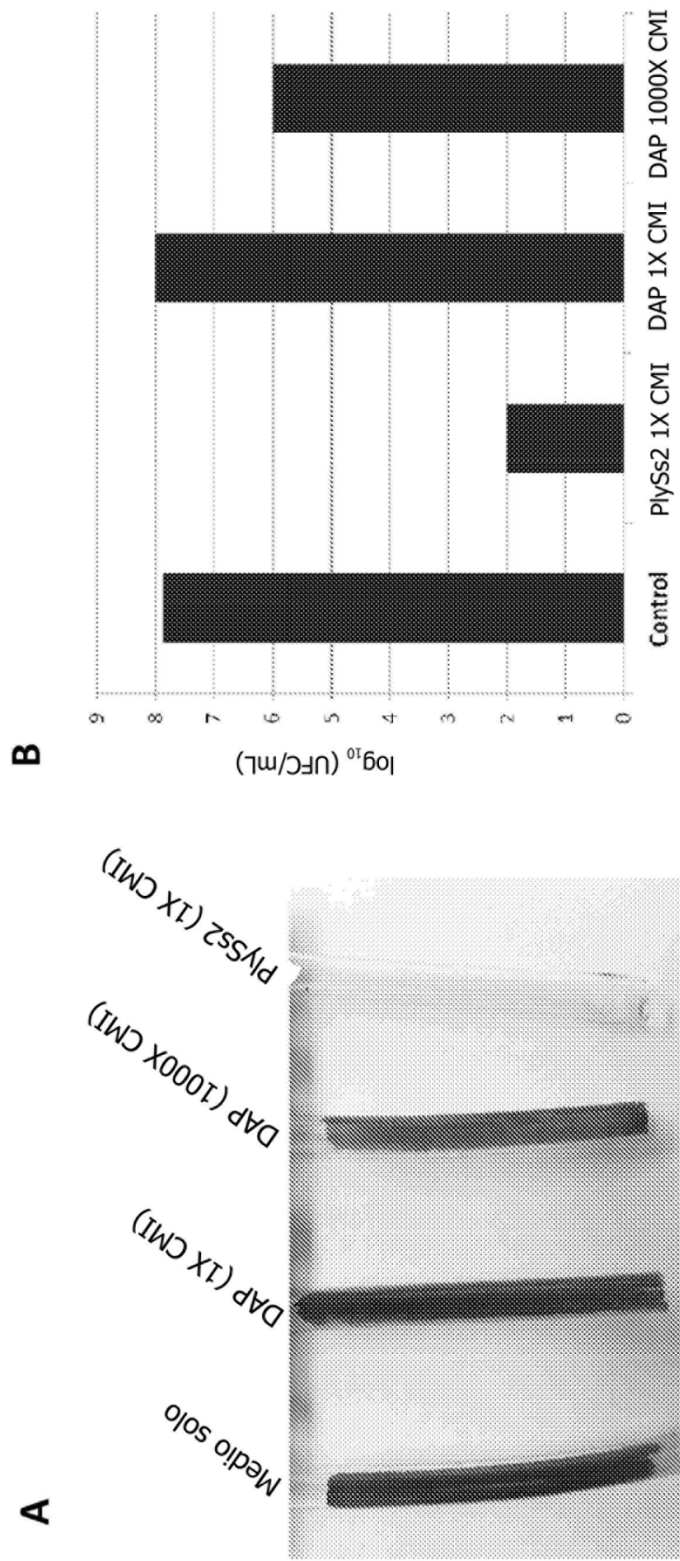 A
Medio solo
DAP (1X CMI)
DAP (1000X CMI)
PlySs2 (1X CMI)
B
log10 (UFC/mL)
9
8
7
6
5
4
3
2
1
0
Control
PlySs2 1X CMI
DAP 1X CMI
DAP 1000X CMI